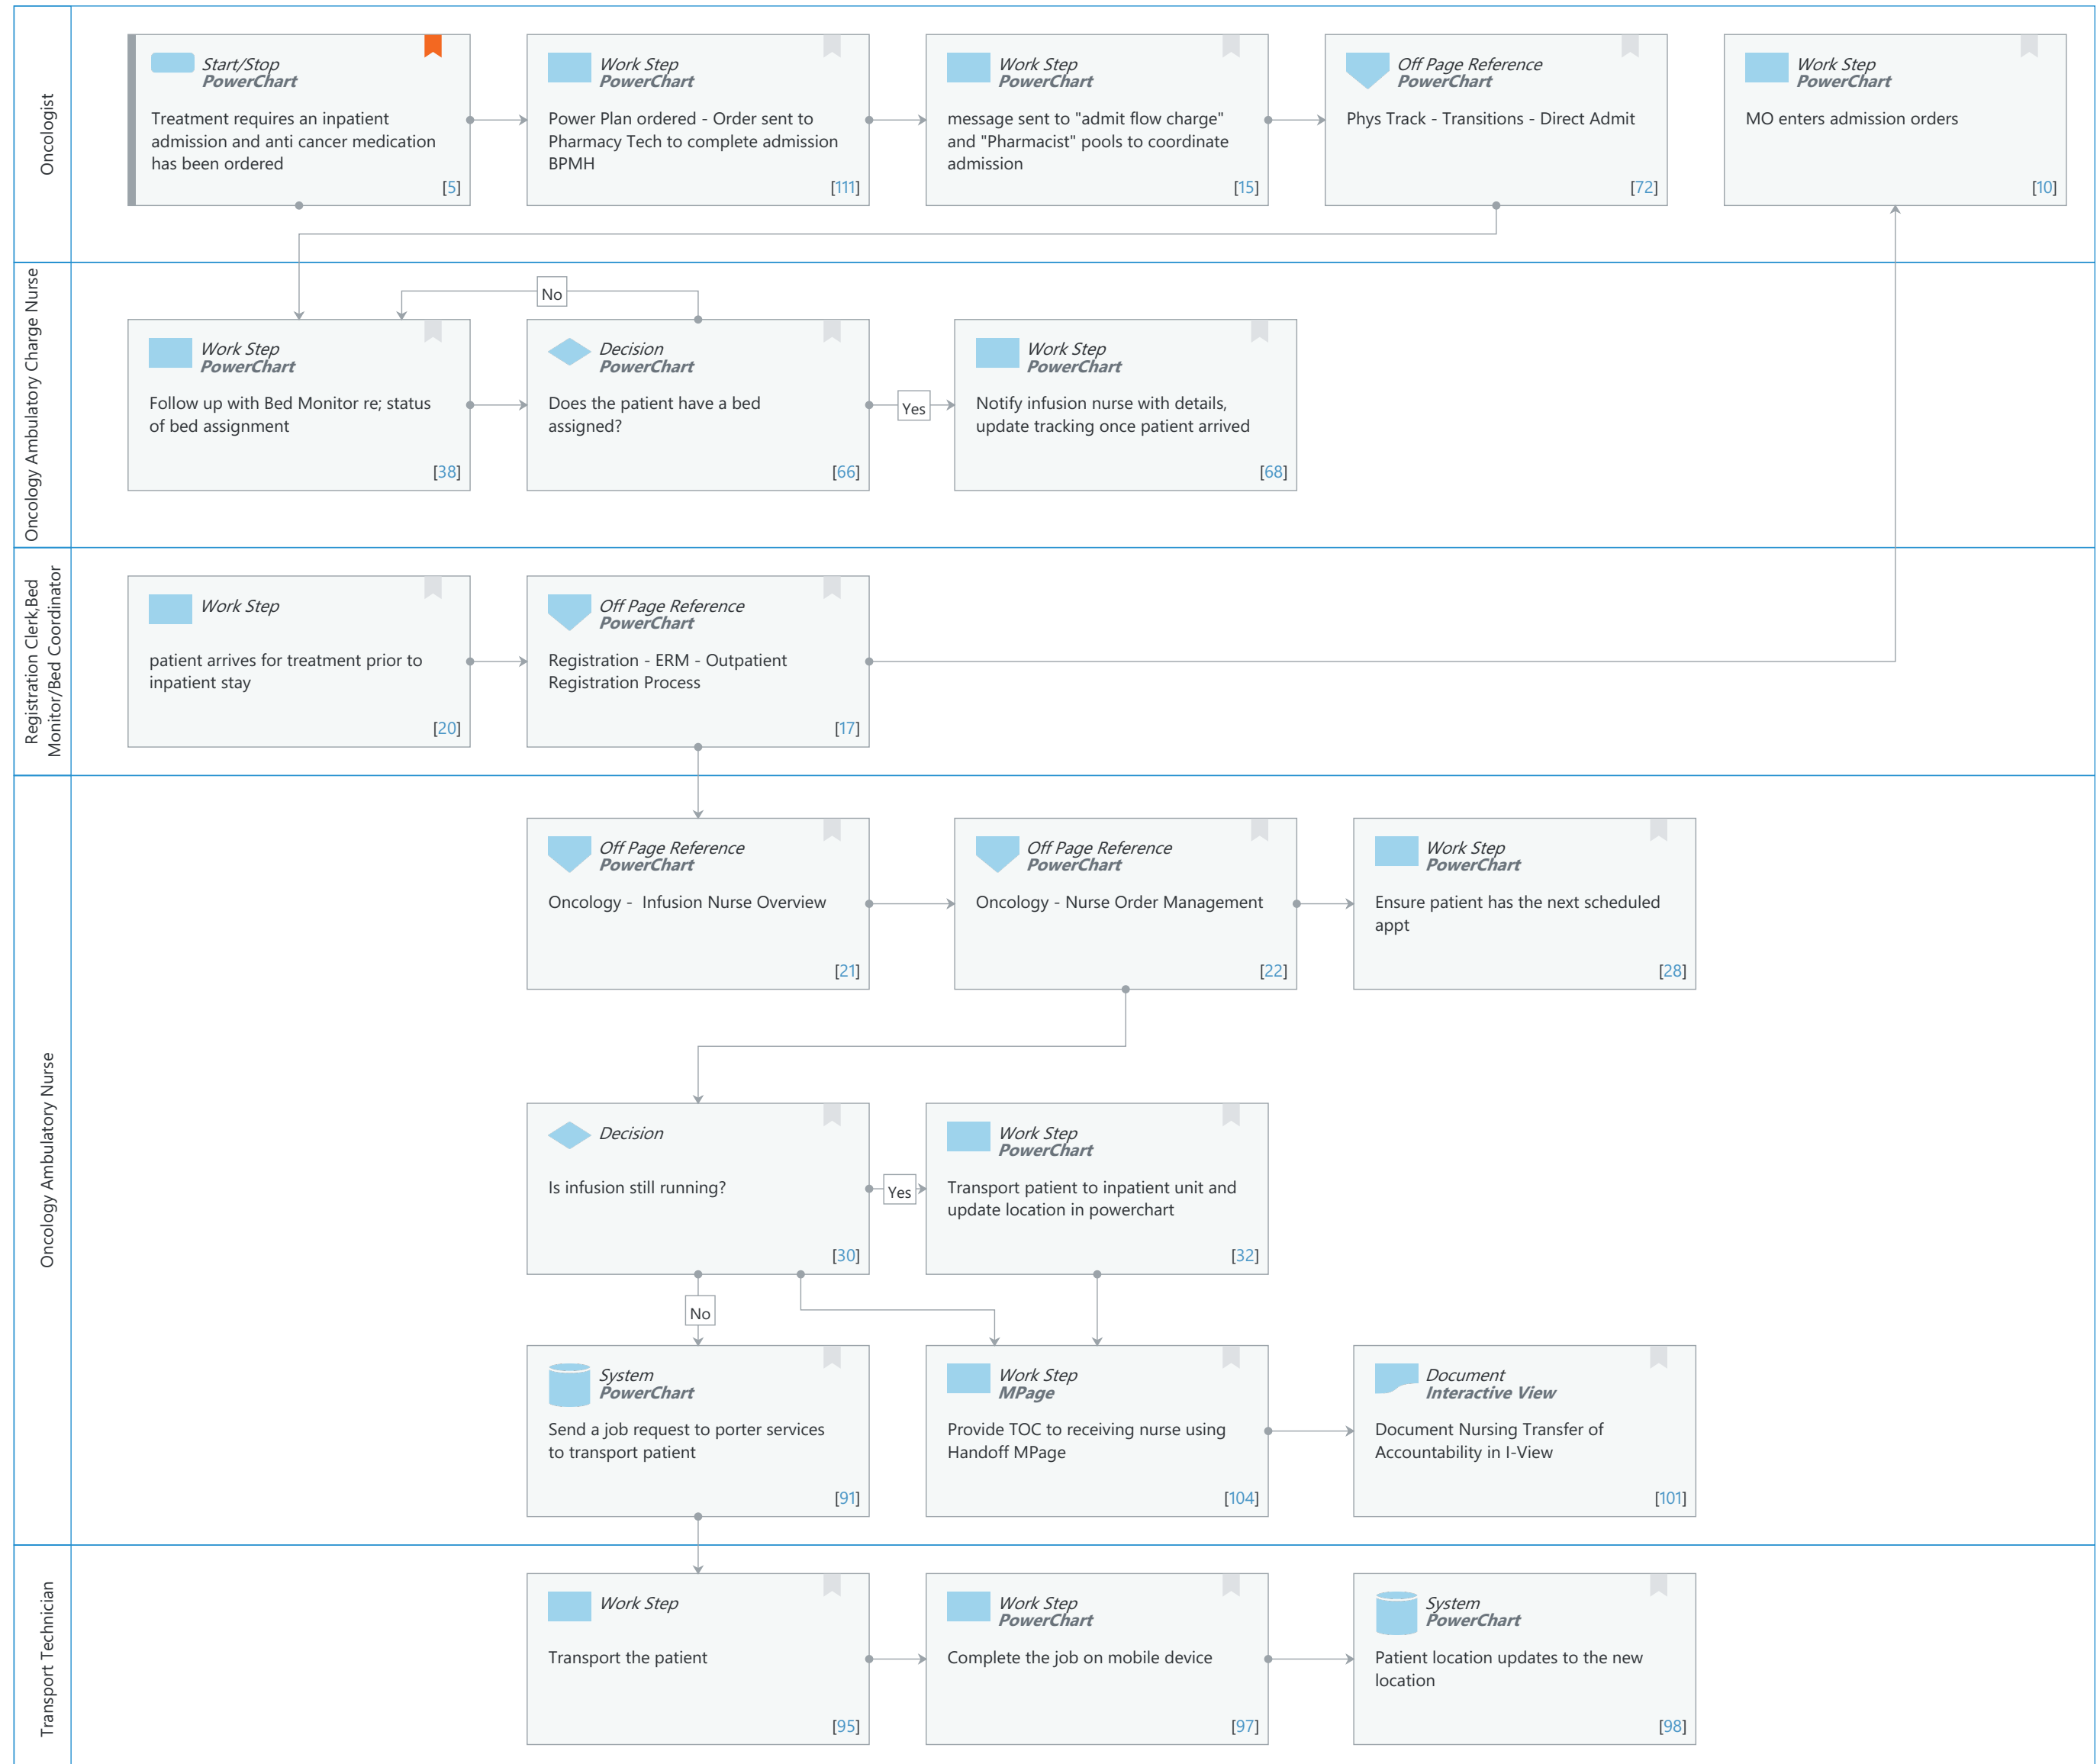 Oncologist
Start/Stop
PowerChart
Treatment requires an inpatient
admission and anti cancer medication
has been ordered
[5]
Work Step
PowerChart
Power Plan ordered - Order sent to
Pharmacy Tech to complete admission
BPMH
[111]
Work Step
PowerChart
message sent to "admit flow charge"
and "Pharmacist" pools to coordinate
admission
[15]
Off Page Reference
PowerChart
Phys Track - Transitions - Direct Admit
[72]
Work Step
PowerChart
MO enters admission orders
[10]
Oncology Ambulatory Charge Nurse
No
Work Step
PowerChart
Follow up with Bed Monitor re; status
of bed assignment
[38]
Decision
PowerChart
Does the patient have a bed
assigned?
[66]
Yes
Work Step
PowerChart
Notify infusion nurse with details,
update tracking once patient arrived
[68]
Registration Clerk,Bed
Monitor/Bed Coordinator
Work Step
patient arrives for treatment prior to
inpatient stay
[20]
Off Page Reference
PowerChart
Registration - ERM - Outpatient
Registration Process
[17]
Oncology Ambulatory Nurse
Off Page Reference
PowerChart
Oncology -  Infusion Nurse Overview
[21]
Off Page Reference
PowerChart
Oncology - Nurse Order Management
[22]
Work Step
PowerChart
Ensure patient has the next scheduled
appt
[28]
Decision
Is infusion still running?
[30]
Yes
Work Step
PowerChart
Transport patient to inpatient unit and
update location in powerchart
[32]
No
System
PowerChart
Send a job request to porter services
to transport patient
[91]
Work Step
MPage
Provide TOC to receiving nurse using
Handoff MPage
[104]
Document
Interactive View
Document Nursing Transfer of
Accountability in I-View
[101]
Transport Technician
Work Step
Transport the patient
[95]
Work Step
PowerChart
Complete the job on mobile device
[97]
System
PowerChart
Patient location updates to the new
location
[98]